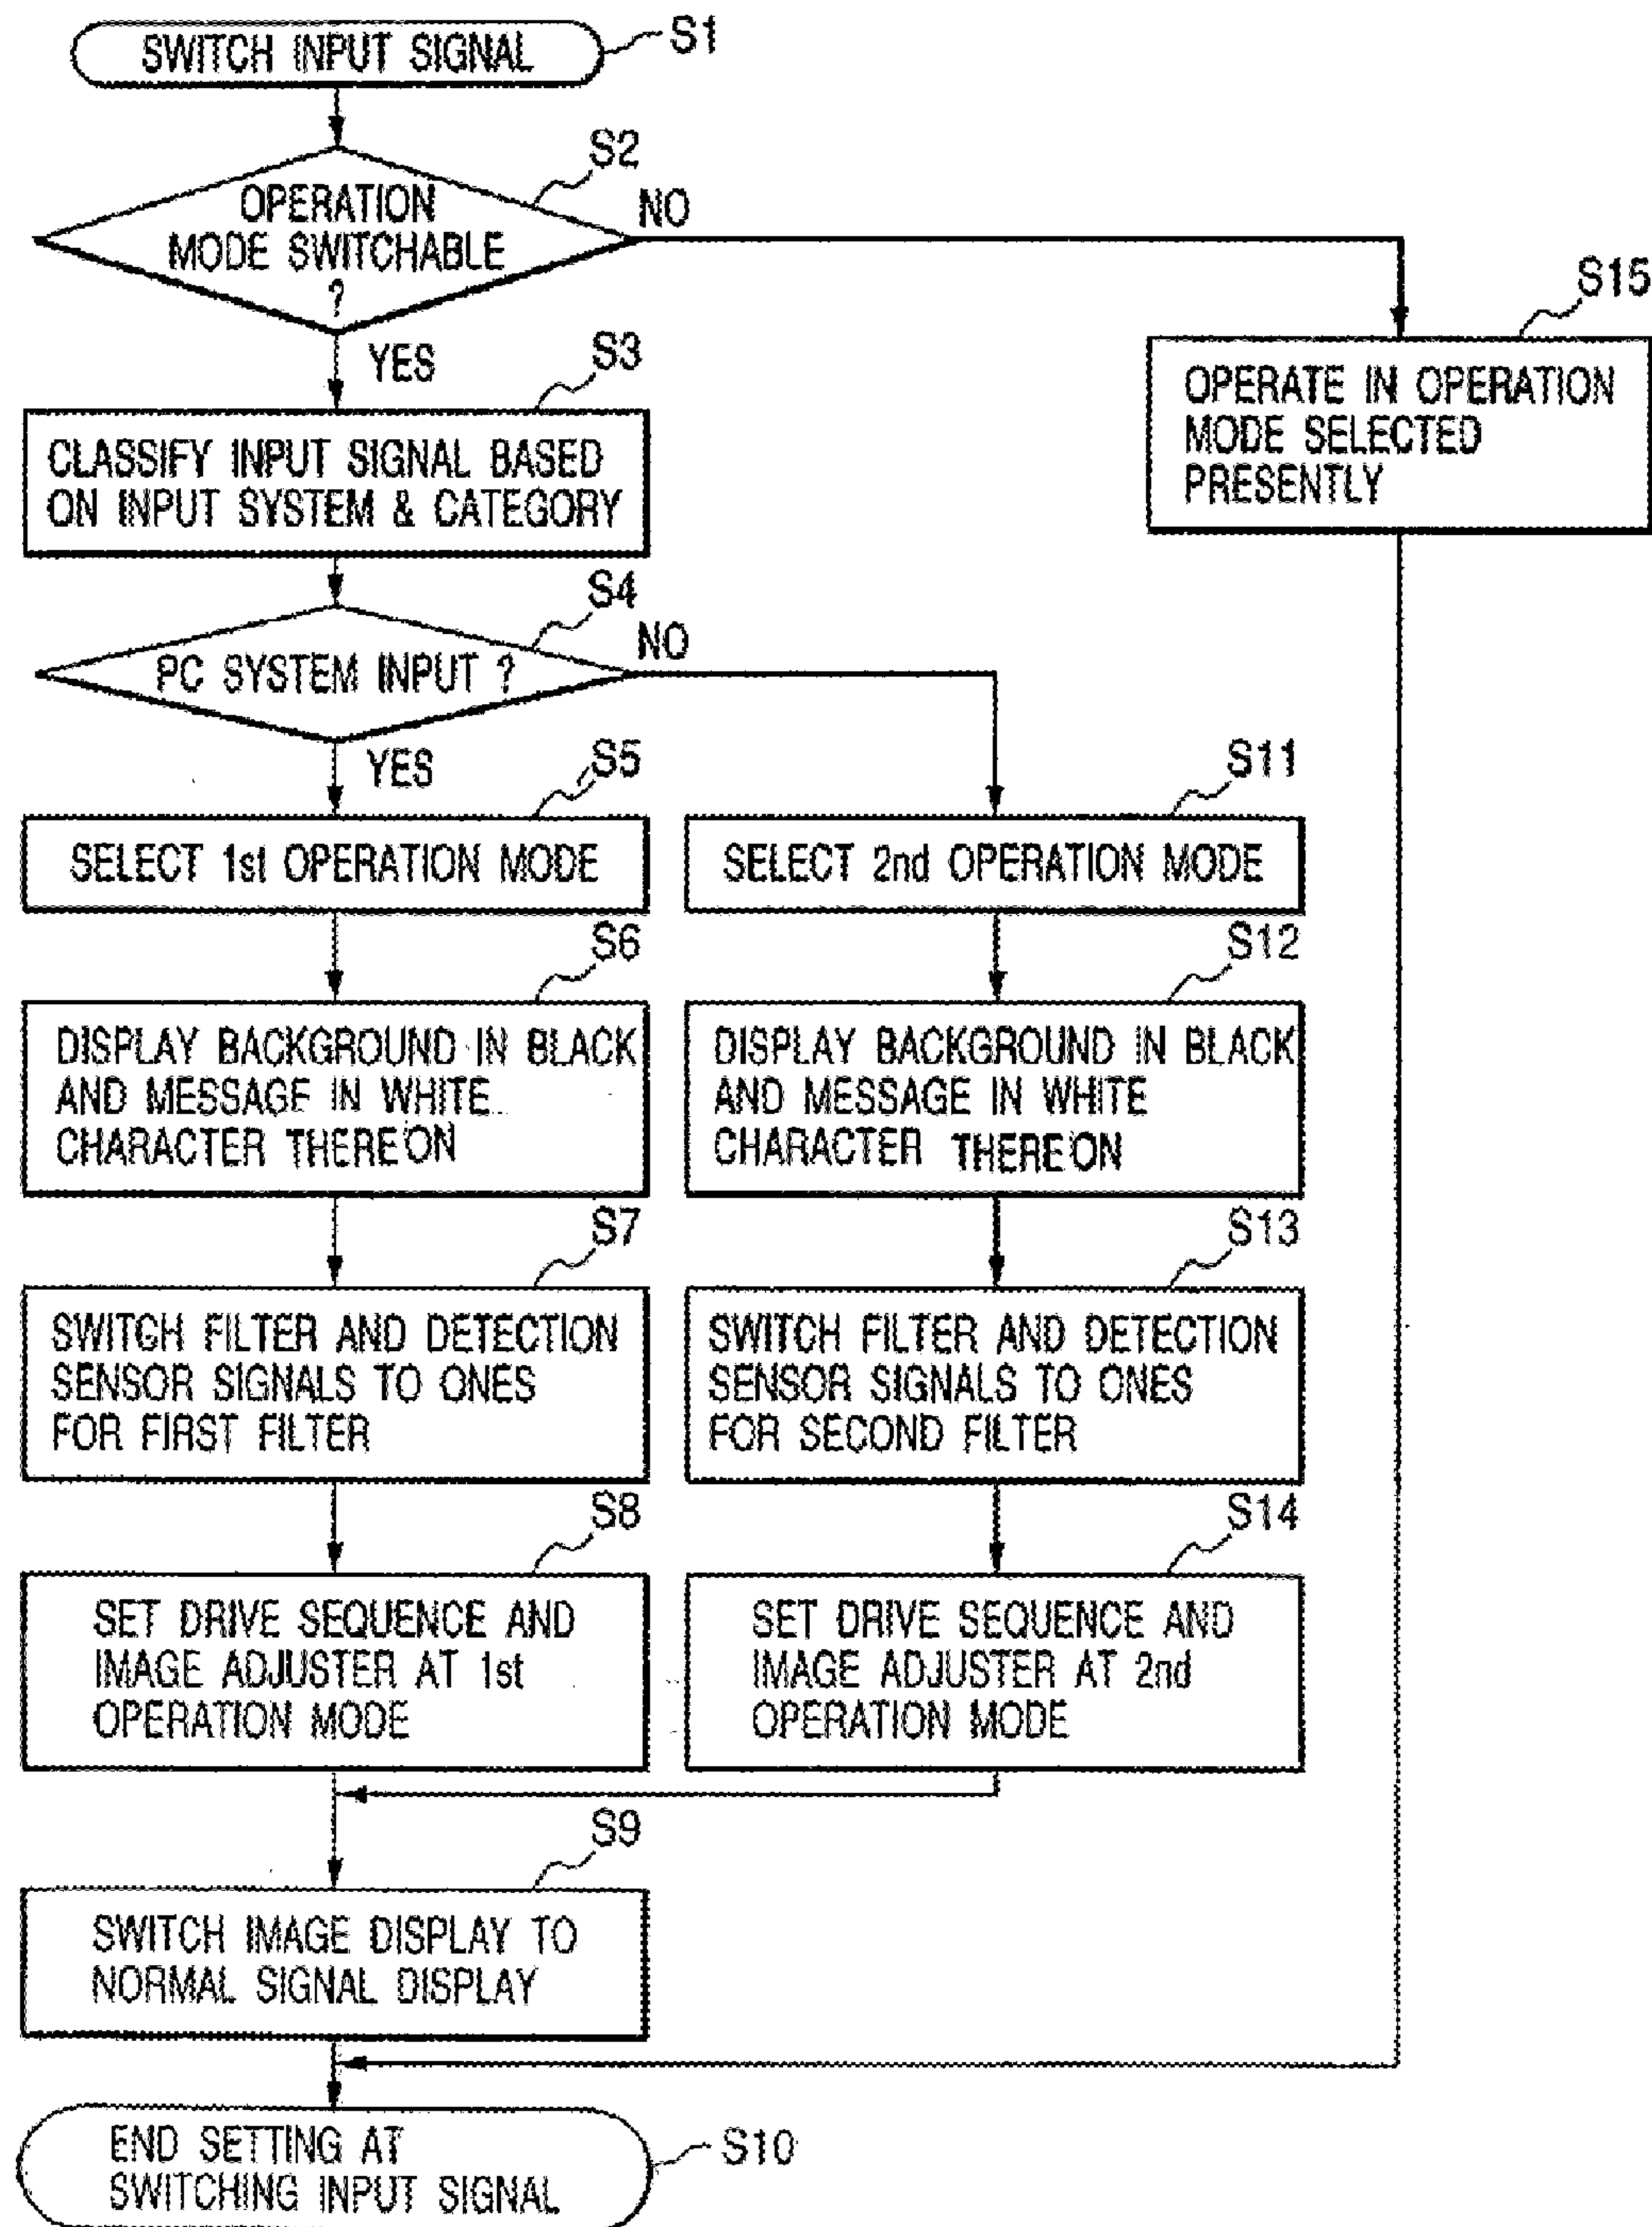 SWITCH INPUT SIGNAL
S1
S2
OPERATION
MODE SWITCHABLE
?
NO
YES
S15
OPERATE IN OPERATION
MODE SELECTED
PRESENTLY
S3
CLASSIFY INPUT SIGNAL BASED
ON INPUT SYSTEM & CATEGORY
S4
PC SYSTEM INPUT ?
NO
YES
S5
SELECT 1st OPERATION MODE
S11
SELECT 2nd OPERATION MODE
S6
DISPLAY BACKGROUND IN BLACK
AND MESSAGE IN WHITE
CHARACTER THERE ON
S12
DISPLAY BACKGROUND IN BLACK
AND MESSAGE IN WHITE
CHARACTER THERE ON
S7
SWITCH FILTER AND DETECTION
SENSOR SIGNALS TO ONES
FOR FIRST FILTER
S13
SWITCH FILTER AND DETECTION
SENSOR SIGNALS TO ONES
FOR SECOND FILTER
S8
SET DRIVE SEQUENCE AND
IMAGE ADJUSTER AT 1st
OPERATION MODE
S14
SET DRIVE SEQUENCE AND
IMAGE ADJUSTER AT 2nd
OPERATION MODE
S9
SWITCH IMAGE DISPLAY TO
NORMAL SIGNAL DISPLAY
END SETTING AT
SWITCHING INPUT SIGNAL
S10